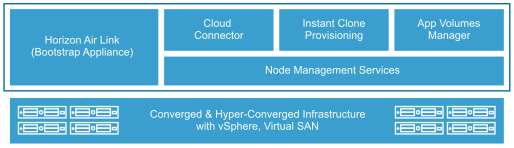 Horizon Air Link
(Bootstrap Appliance)
Cloud
Connector
Instant Clone
Provisioning
App Volumes
Manager
Node Management Services
Converged & Hyper-Converged Infrastructure
with vSphere, Virtual SAN